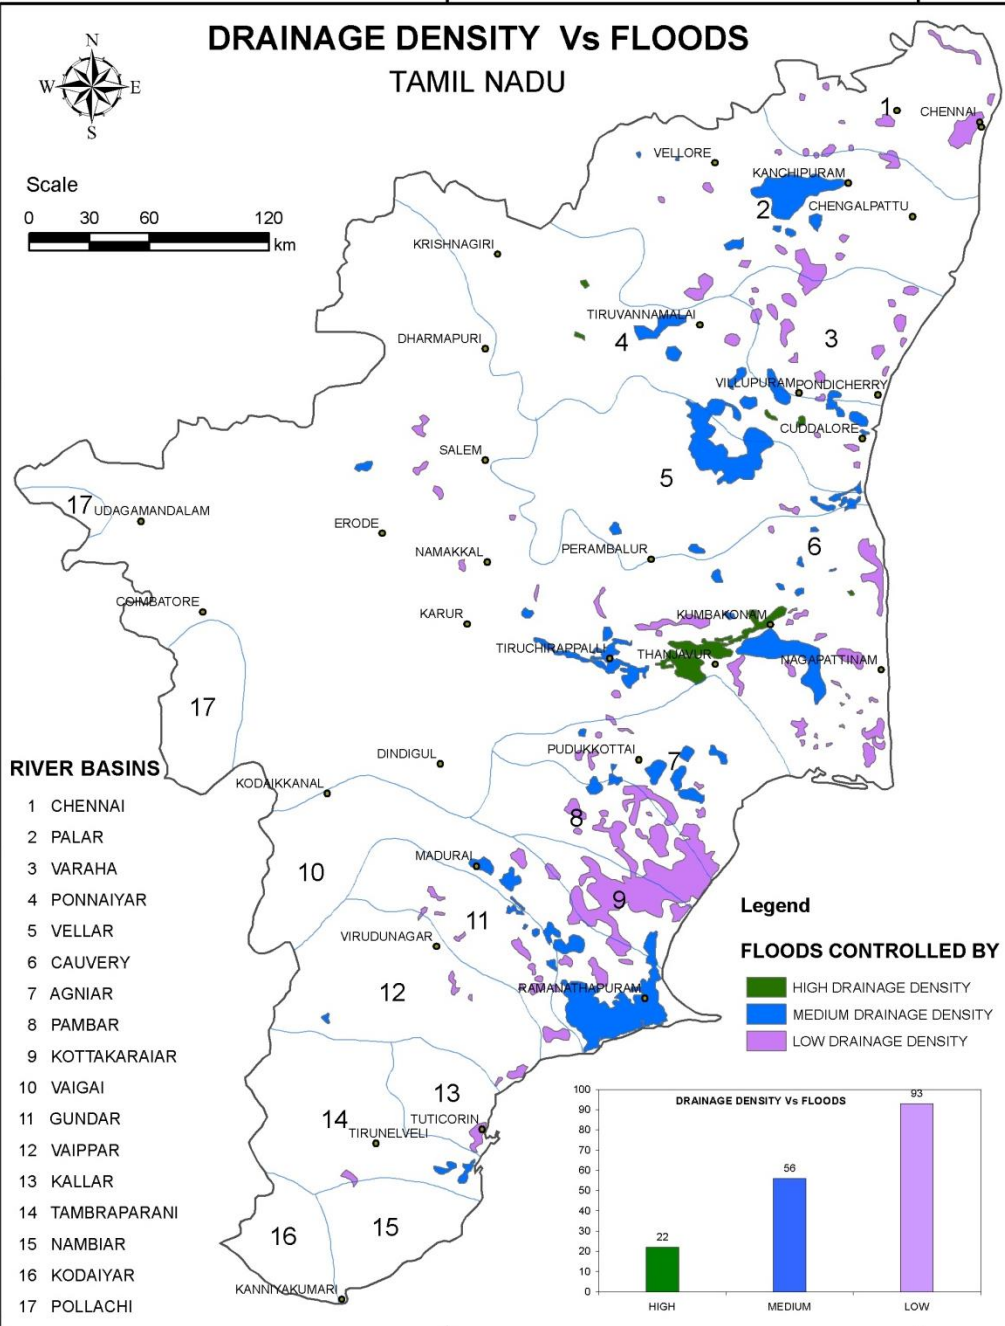 DRAINAGE DENSITY Vs FLOODS
TAMIL NADU
N
W E
S
Scale
0 30 60 120
km
1
CHENNAI
VELLORE
KANCHIPURAM
2
CHENGALPATTU
KRISHNAGIRI
TIRUVANNAMALAI
4
3
DHARMAPURI
VILLUPURAM
PONDICHERRY
CUDDALORE
SALEM
5
17
UDAGAMANDALAM
ERODE
6
NAMAKKAL
PERAMBALUR
COIMBATORE
KARUR
KUMBAKONAM
TIRUCHIRAPPALLI
THANJAVUR
NAGAPATTINAM
17
DINDIGUL
PUDUKKOTTAI
7
KODAIKKANAL
8
MADURAI
10
9
11
VIRUDUNAGAR
12
RAMANATHAPURAM
13
14
TUTICORIN
TIRUNELVELI
15
16
KANNIYAKUMARI
RIVER BASINS
1 CHENNAI
2 PALAR
3 VARAHA
4 PONNAIYAR
5 VELLAR
6 CAUVERY
7 AGNIAR
8 PAMBAR
9 KOTTAKARAIAR
10 VAIGAI
11 GUNDAR
12 VAIPPAR
13 KALLAR
14 TAMBRAPARANI
15 NAMBIAR
16 KODAIYAR
17 POLLACHI
Legend
FLOODS CONTROLLED BY
HIGH DRAINAGE DENSITY
MEDIUM DRAINAGE DENSITY
LOW DRAINAGE DENSITY
DRAINAGE DENSITY Vs FLOODS
100
90
80
70
60
50
40
30
20
10
0
22
56
93
HIGH MEDIUM LOW